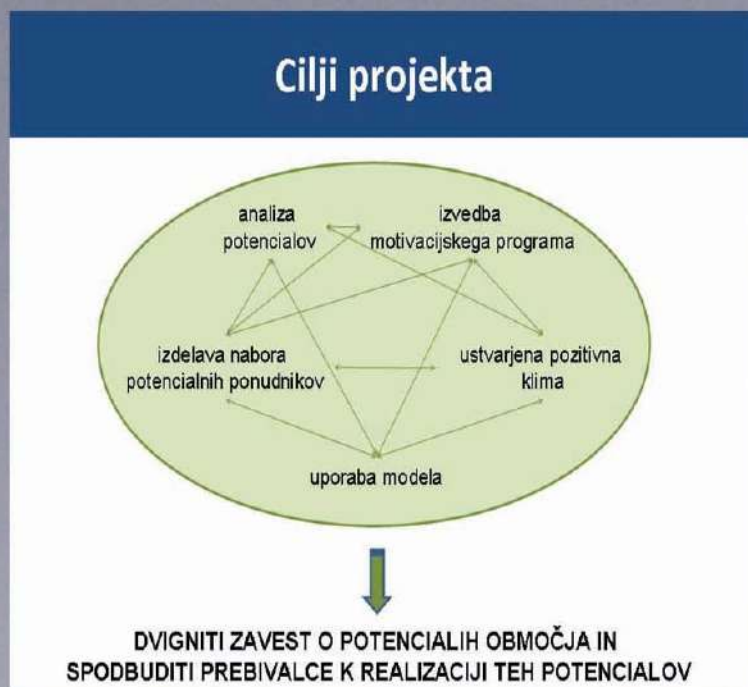 Cilji projekta
analiza
potencialov
izvedba
motivacijskega programa
izdelava nabora
potencialnih ponudnikov
ustvarjena pozitivna
klima
uporaba modela
DVIGNITI ZAVEST O POTENCIALIH OBMOČJA IN
SPODBUDITI PREBIVALCE K REALIZACIJI TEH POTENCIALOV